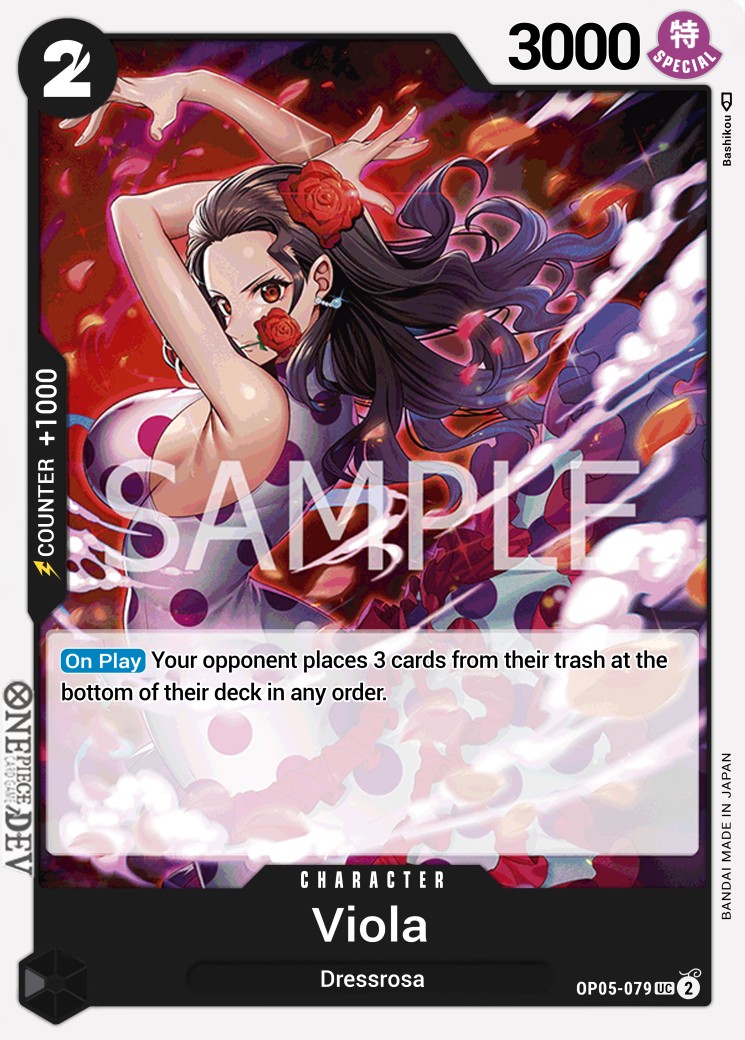 2
3000
特
SPECIAL
Bashikou
COUNTER +1000
SAMPLE
On Play Your opponent places 3 cards from their trash at the
bottom of their deck in any order.
ONE PIECE
CARD GAME
DEV
BANDAI MADE IN JAPAN
CHARACTER
Viola
Dressrosa
OP05-079 UC 2